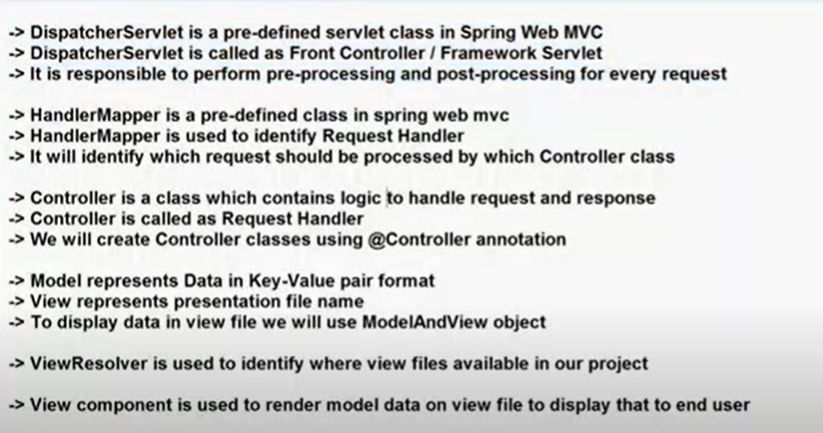 -> DispatcherServlet is a pre-defined servlet class in Spring Web MVC
-> DispatcherServlet is called as Front Controller / Framework Servlet
-> It is responsible to perform pre-processing and post-processing for every request
-> HandlerMapper is a pre-defined class in spring web mvc
-> HandlerMapper is used to identify Request Handler
-> It will identify which request should be processed by which Controller class
-> Controller is a class which contains logic to handle request and response
-> Controller is called as Request Handler
-> We will create Controller classes using @Controller annotation
-> Model represents Data in Key-Value pair format
-> View represents presentation file name
-> To display data in view file we will use ModelAndView object
-> ViewResolver is used to identify where view files available in our project
-> View component is used to render model data on view file to display that to end user